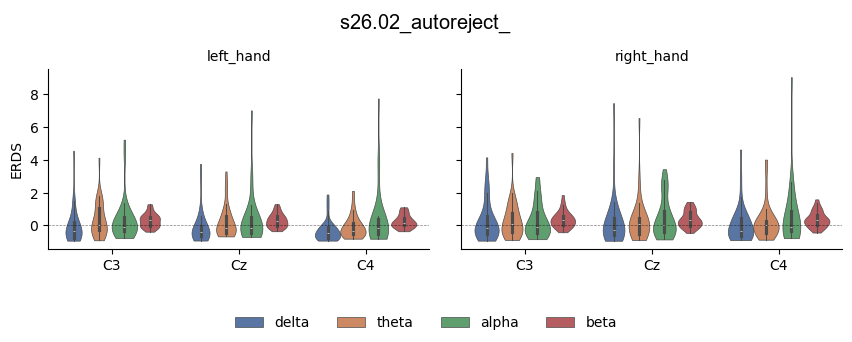 s26.02_autoreject_
left_hand
right_hand
ERDS
8
6
4
2
0
C3
Cz
C4
C3
Cz
C4
delta
theta
alpha
beta